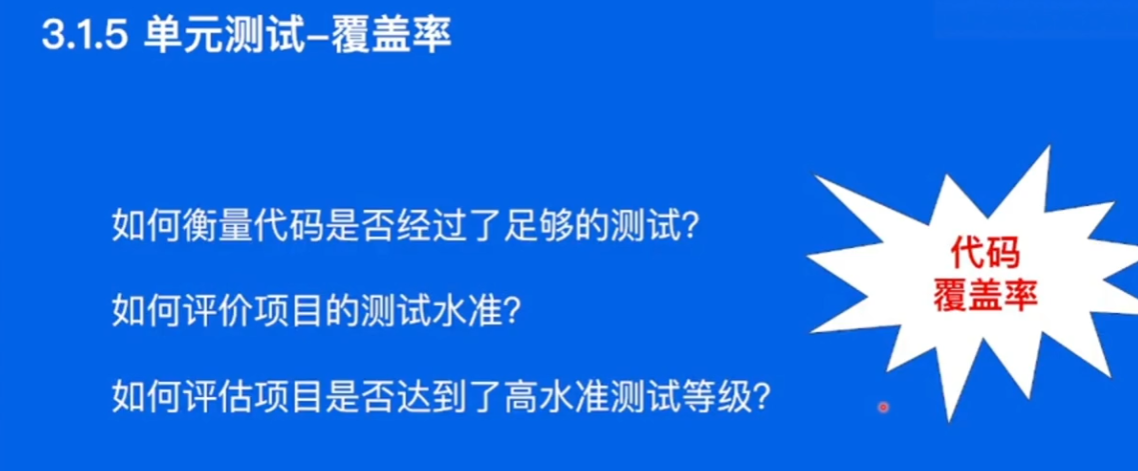 3.1.5 单元测试-覆盖率
如何衡量代码是否经过了足够的测试?
如何评价项目的测试水准?
如何评估项目是否达到了高水准测试等级?
代码
覆盖率